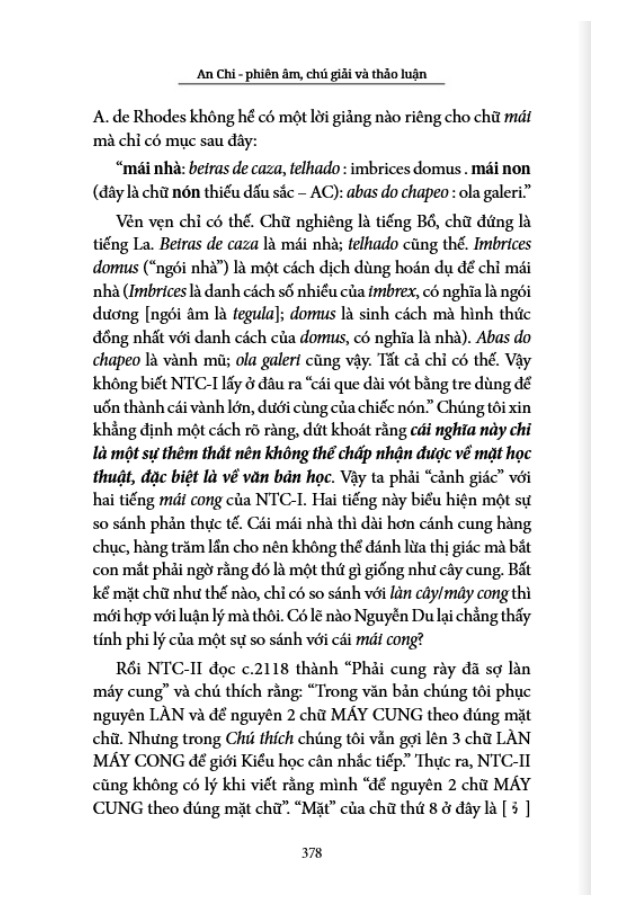 An Chi - phiên âm, chú giải và thảo luận
A. de Rhodes không hề có một lời giảng nào riêng cho chữ mái
mà chỉ có mục sau đây:
“mái nhà: beiras de caza, telhado : imbrices domus . mái non
(đây là chữ nón thiếu dấu sắc – AC): abas do chapeo : ola galeri.”
Vẻn vẹn chỉ có thế. Chữ nghiêng là tiếng Bồ, chữ đứng là
tiếng La. Beiras de caza là mái nhà; telhado cũng thế. Imbrices
domus (“ngói nhà”) là một cách dịch dùng hoán dụ để chỉ mái
nhà (Imbrices là danh cách số nhiều của imbrex, có nghĩa là ngói
dương [ngói âm là tegula]; domus là sinh cách mà hình thức
đồng nhất với danh cách của domus, có nghĩa là nhà). Abas do
chapeo là vành mũ; ola galeri cũng vậy. Tất cả chỉ có thế. Vậy
không biết NTC-I lấy ở đâu ra “cái que dài vót bằng tre dùng để
uốn thành cái vành lớn, dưới cùng của chiếc nón.” Chúng tôi xin
khẳng định một cách rõ ràng, dứt khoát rằng cái nghĩa này chỉ
là một sự thêm thắt nên không thể chấp nhận được về mặt học
thuật, đặc biệt là về văn bản học. Vậy ta phải “cảnh giác” với
hai tiếng mái cong của NTC-I. Hai tiếng này biểu hiện một sự
so sánh phản thực tế. Cái mái nhà thì dài hơn cánh cung hàng
chục, hàng trăm lần cho nên không thể đánh lừa thị giác mà bắt
con mắt phải ngờ rằng đó là một thứ gì giống như cây cung. Bất
kể mặt chữ như thế nào, chỉ có so sánh với làn cây/mây cong thì
mới hợp với luận lý mà thôi. Có lẽ nào Nguyễn Du lại chẳng thấy
tính phi lý của một sự so sánh với cái mái cong?
Rồi NTC-II đọc c.2118 thành “Phải cung rày đã sợ làn
máy cung” và chú thích rằng: “Trong văn bản chúng tôi phục
nguyên LÀN và để nguyên 2 chữ MÁY CUNG theo đúng mặt
chữ. Nhưng trong Chú thích chúng tôi vẫn gợi lên 3 chữ LÀN
MÁY CONG để giới Kiều học cân nhắc tiếp.” Thực ra, NTC-II
cũng không có lý khi viết rằng mình “để nguyên 2 chữ MÁY
CUNG theo đúng mặt chữ”. “Mặt” của chữ thứ 8 ở đây là [ ]
378